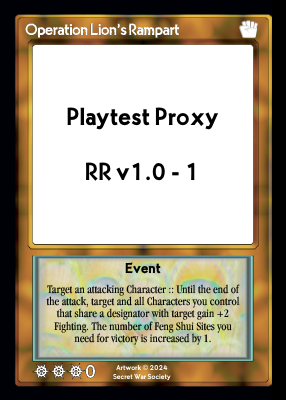 Operation Lion's Rampart
Playtest Proxy
RR v1.0 - 1
Event
Target an attacking Character :: Until the end of
the attack, target and all Characters you control
that share a designator with target gain +2
Fighting. The number of Feng Shui Sites you
need for victory is increased by 1.
0
Artwork © 2024
Secret War Society